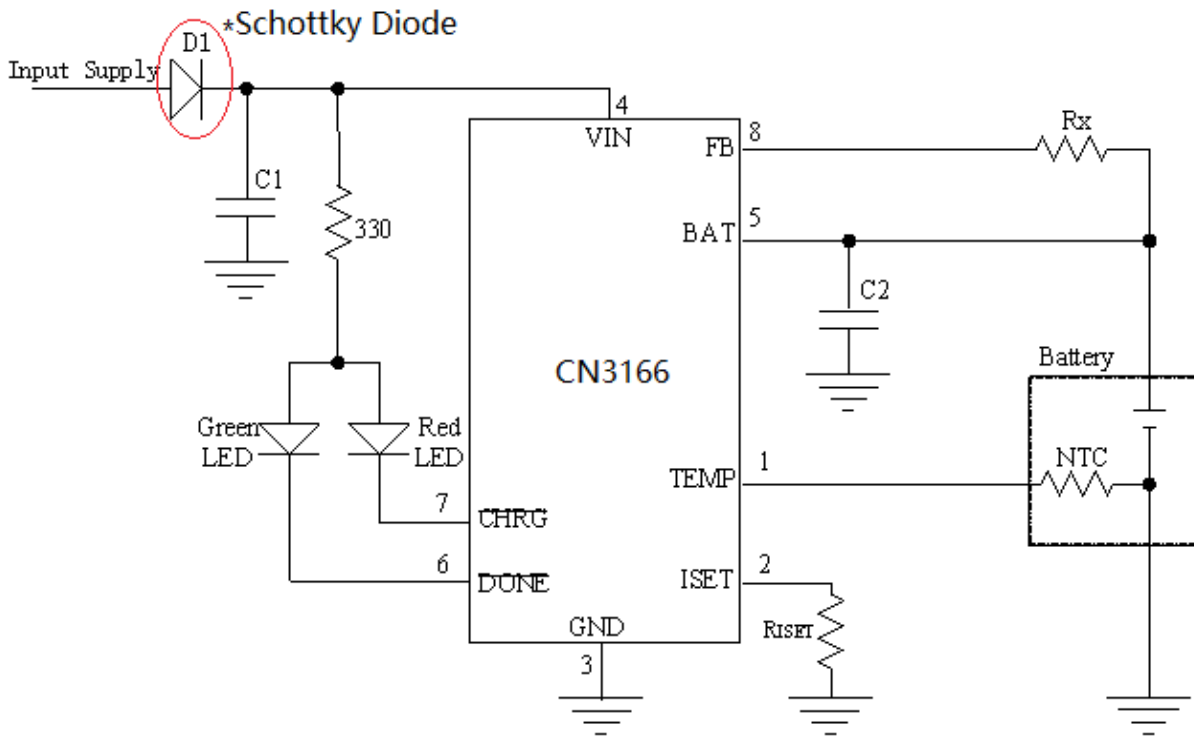 *Schottky Diode
D1
Input Supply
4
VIN
8
FB
Rx
C1
330
5
BAT
C2
CN3166
Battery
Green
LED
Red
LED
1
TEMP
NTC
7
CHRG
6
DONE
2
ISET
RISET
GND
3